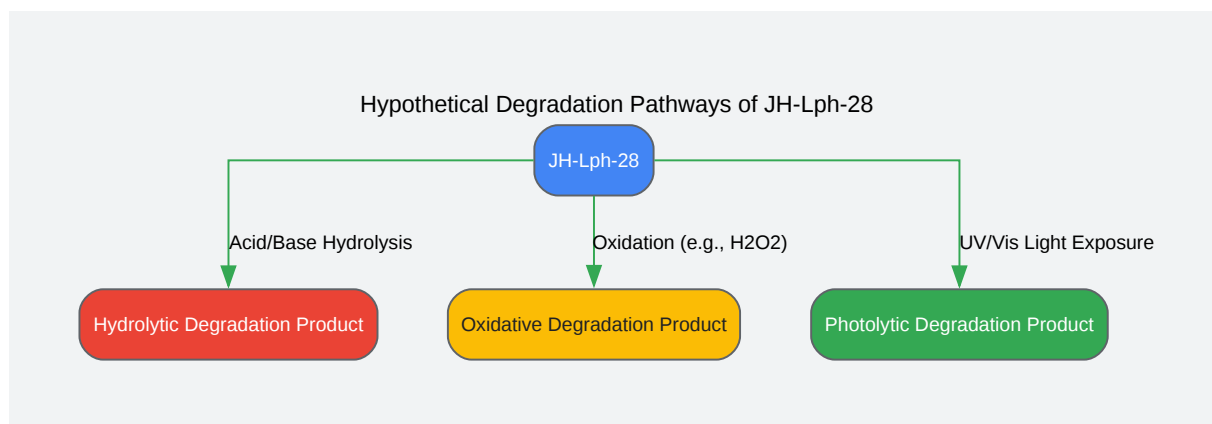 Hypothetical Degradation Pathways of JH-Lph-28
JH-Lph-28
Acid/Base Hydrolysis
Oxidation (e.g., H2O2)
UV/Vis Light Exposure
Hydrolytic Degradation Product
Oxidative Degradation Product
Photolytic Degradation Product